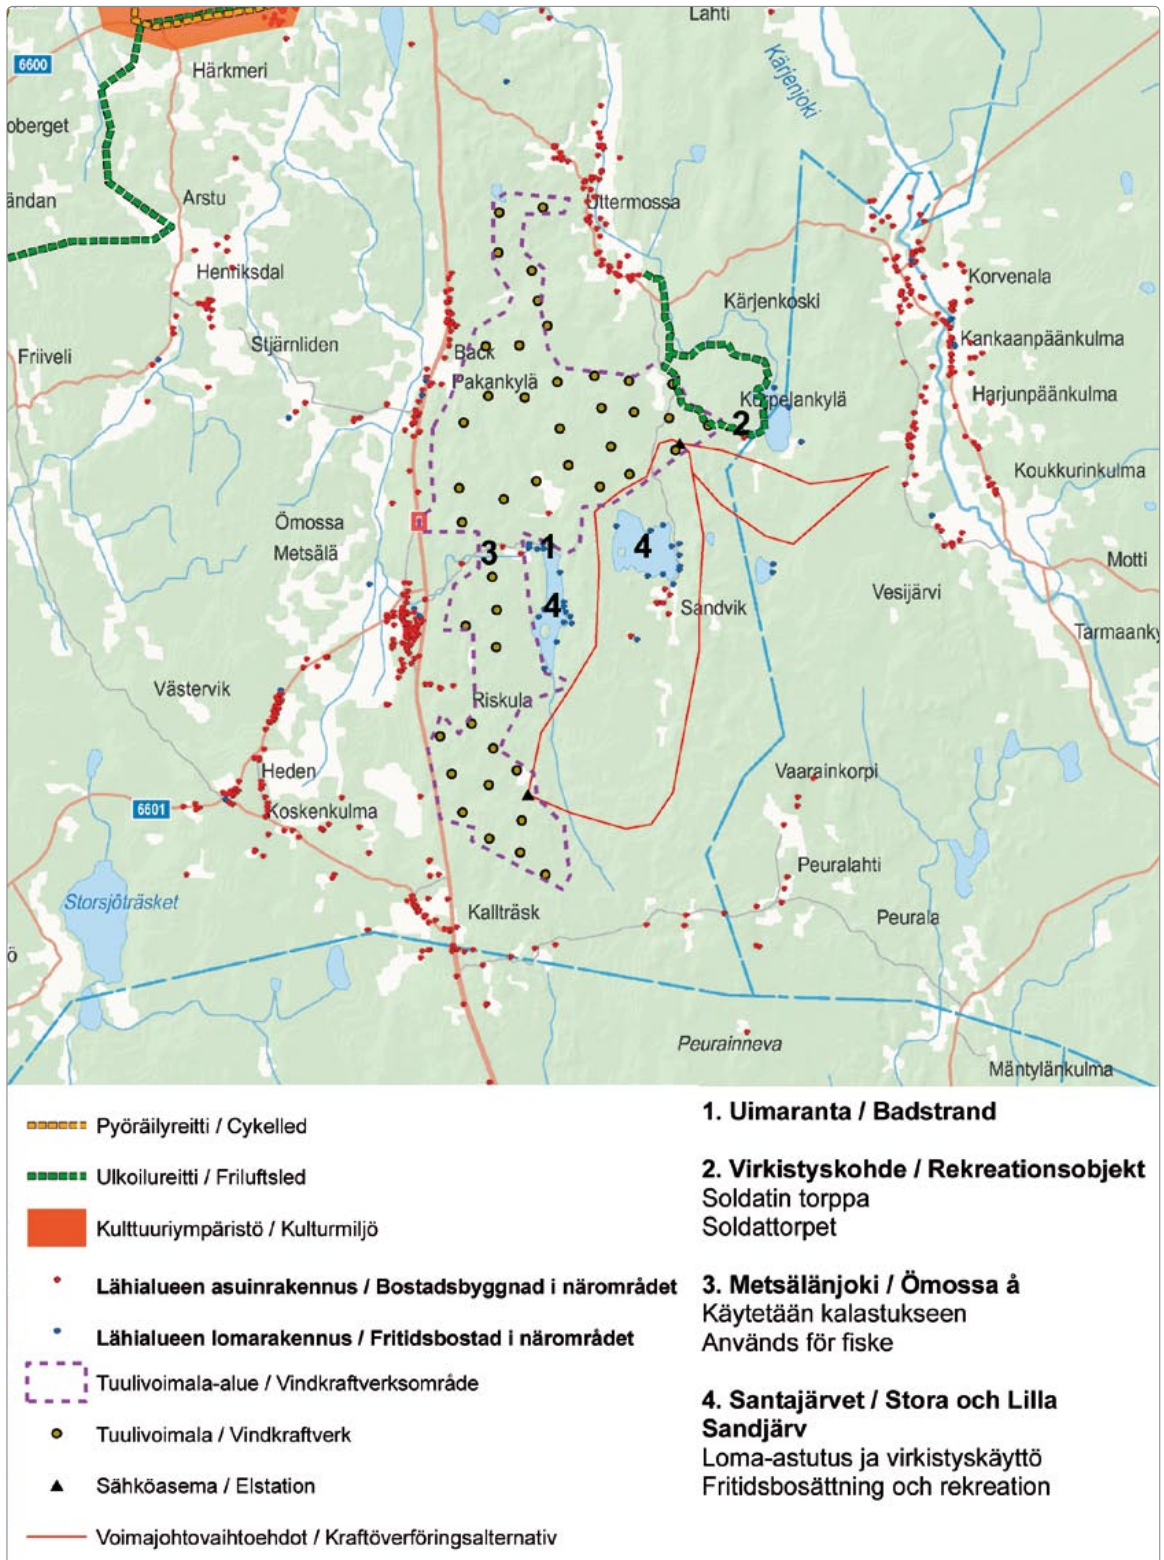 Lahti
6600
Härkmeri
Kärjenjoki
oberget
ändan
Arstu
Uttermossa
Henriksdal
Korvenala
Kärjenkoski
Stjärnliden
Kankaanpäänkulma
Friiveli
Back
Pakankylä
Kurpelankylä
Harjunpäänkulma
2
Koukkurinkulma
Ömossa
Metsälä
3
1
4
Motti
Vesijärvi
4
Sandvik
Tarmaanky
Västervik
Riskula
Heden
Vaarainkorpi
6601
Koskenkulma
Peuralahti
Storsjöträsket
Kallträsk
Peurala
ö
Peurainneva
Mäntylänkulma
Pyöräilyreitti / Cykelled
Ulkoilureitti / Friluftsled
Kulttuuriympäristö / Kulturmiljö
Lähialueen asuinrakennus / Bostadsbyggnad i närområdet
Lähialueen lomarakennus / Fritidsbostad i närområdet
Tuulivoimala-alue / Vindkraftverksområde
Tuulivoimala / Vindkraftverk
Sähköasema / Elstation
Voimajohtovaihtoehdot / Kraftöverföringsalternativ
1. Uimaranta / Badstrand
2. Virkistyskohde / Rekreationsobjekt
Soldatin torppa
Soldattorpet
3. Metsälänjoki / Ömossa å
Käytetään kalastukseen
Används för fiske
4. Santajärvet / Stora och Lilla
Sandjärv
Loma-astutus ja virkistyskäyttö
Fritidsbosättning och rekreation